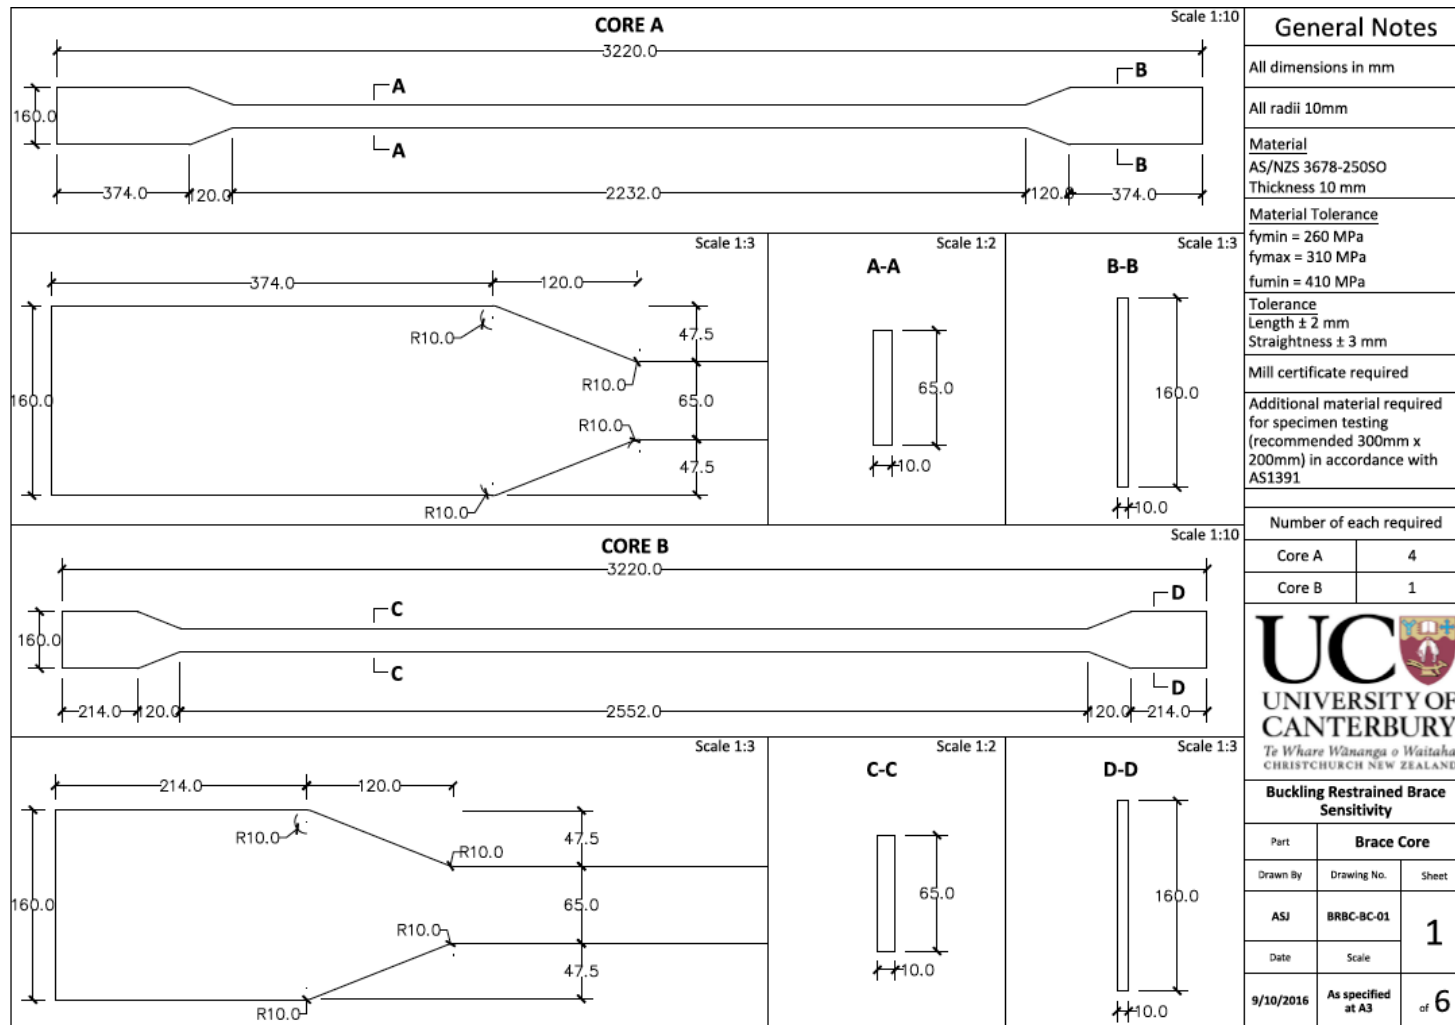 CORE A
Scale 1:10
3220.0
A
B
160.0
A
B
374.0
120.0
2232.0
120.0
374.0
Scale 1:3
374.0
120.0
R10.0
47.5
R10.0
160.0
65.0
R10.0
47.5
R10.0
Scale 1:2
A-A
65.0
10.0
Scale 1:3
B-B
160.0
10.0
CORE B
Scale 1:10
3220.0
C
D
160.0
C
D
214.0
120.0
2552.0
120.0
214.0
Scale 1:3
214.0
120.0
R10.0
47.5
R10.0
160.0
65.0
R10.0
47.5
R10.0
Scale 1:2
C-C
65.0
10.0
Scale 1:3
D-D
160.0
10.0
General Notes
All dimensions in mm
All radii 10mm
Material
AS/NZS 3678-250SO
Thickness 10 mm
Material Tolerance
fymin = 260 MPa
fymax = 310 MPa
fumin = 410 MPa
Tolerance
Length ± 2 mm
Straightness ± 3 mm
Mill certificate required
Additional material required
for specimen testing
(recommended 300mm x
200mm) in accordance with
AS1391
Number of each required
Core A 4
Core B 1
UC
UNIVERSITY OF
CANTERBURY
Te Whare Wānanga o Waitaha
CHRISTCHURCH NEW ZEALAND
Buckling Restrained Brace
Sensitivity
Part Brace Core
Drawn By Drawing No. Sheet
ASJ BRBC-BC-01 1
Date Scale
9/10/2016 As specified
at A3
of 6